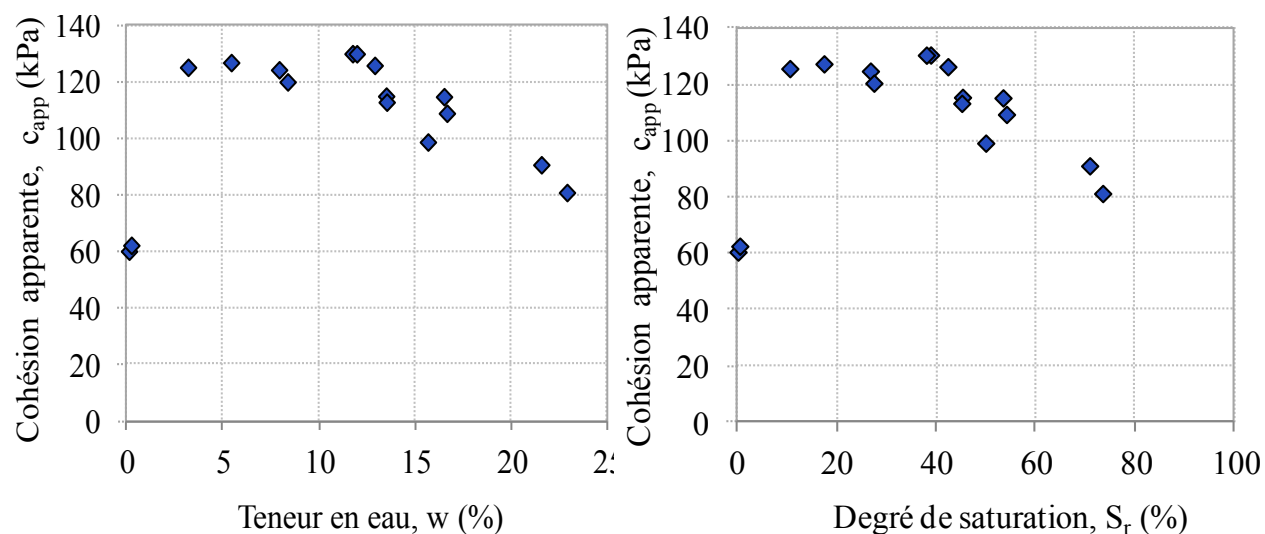 Cohésion apparente, c_app (kPa)
140
120
100
80
60
40
20
0
0 5 10 15 20 25
Teneur en eau, w (%)
Cohésion apparente, c_app (kPa)
140
120
100
80
60
40
20
0
0 20 40 60 80 100
Degré de saturation, S_r (%)